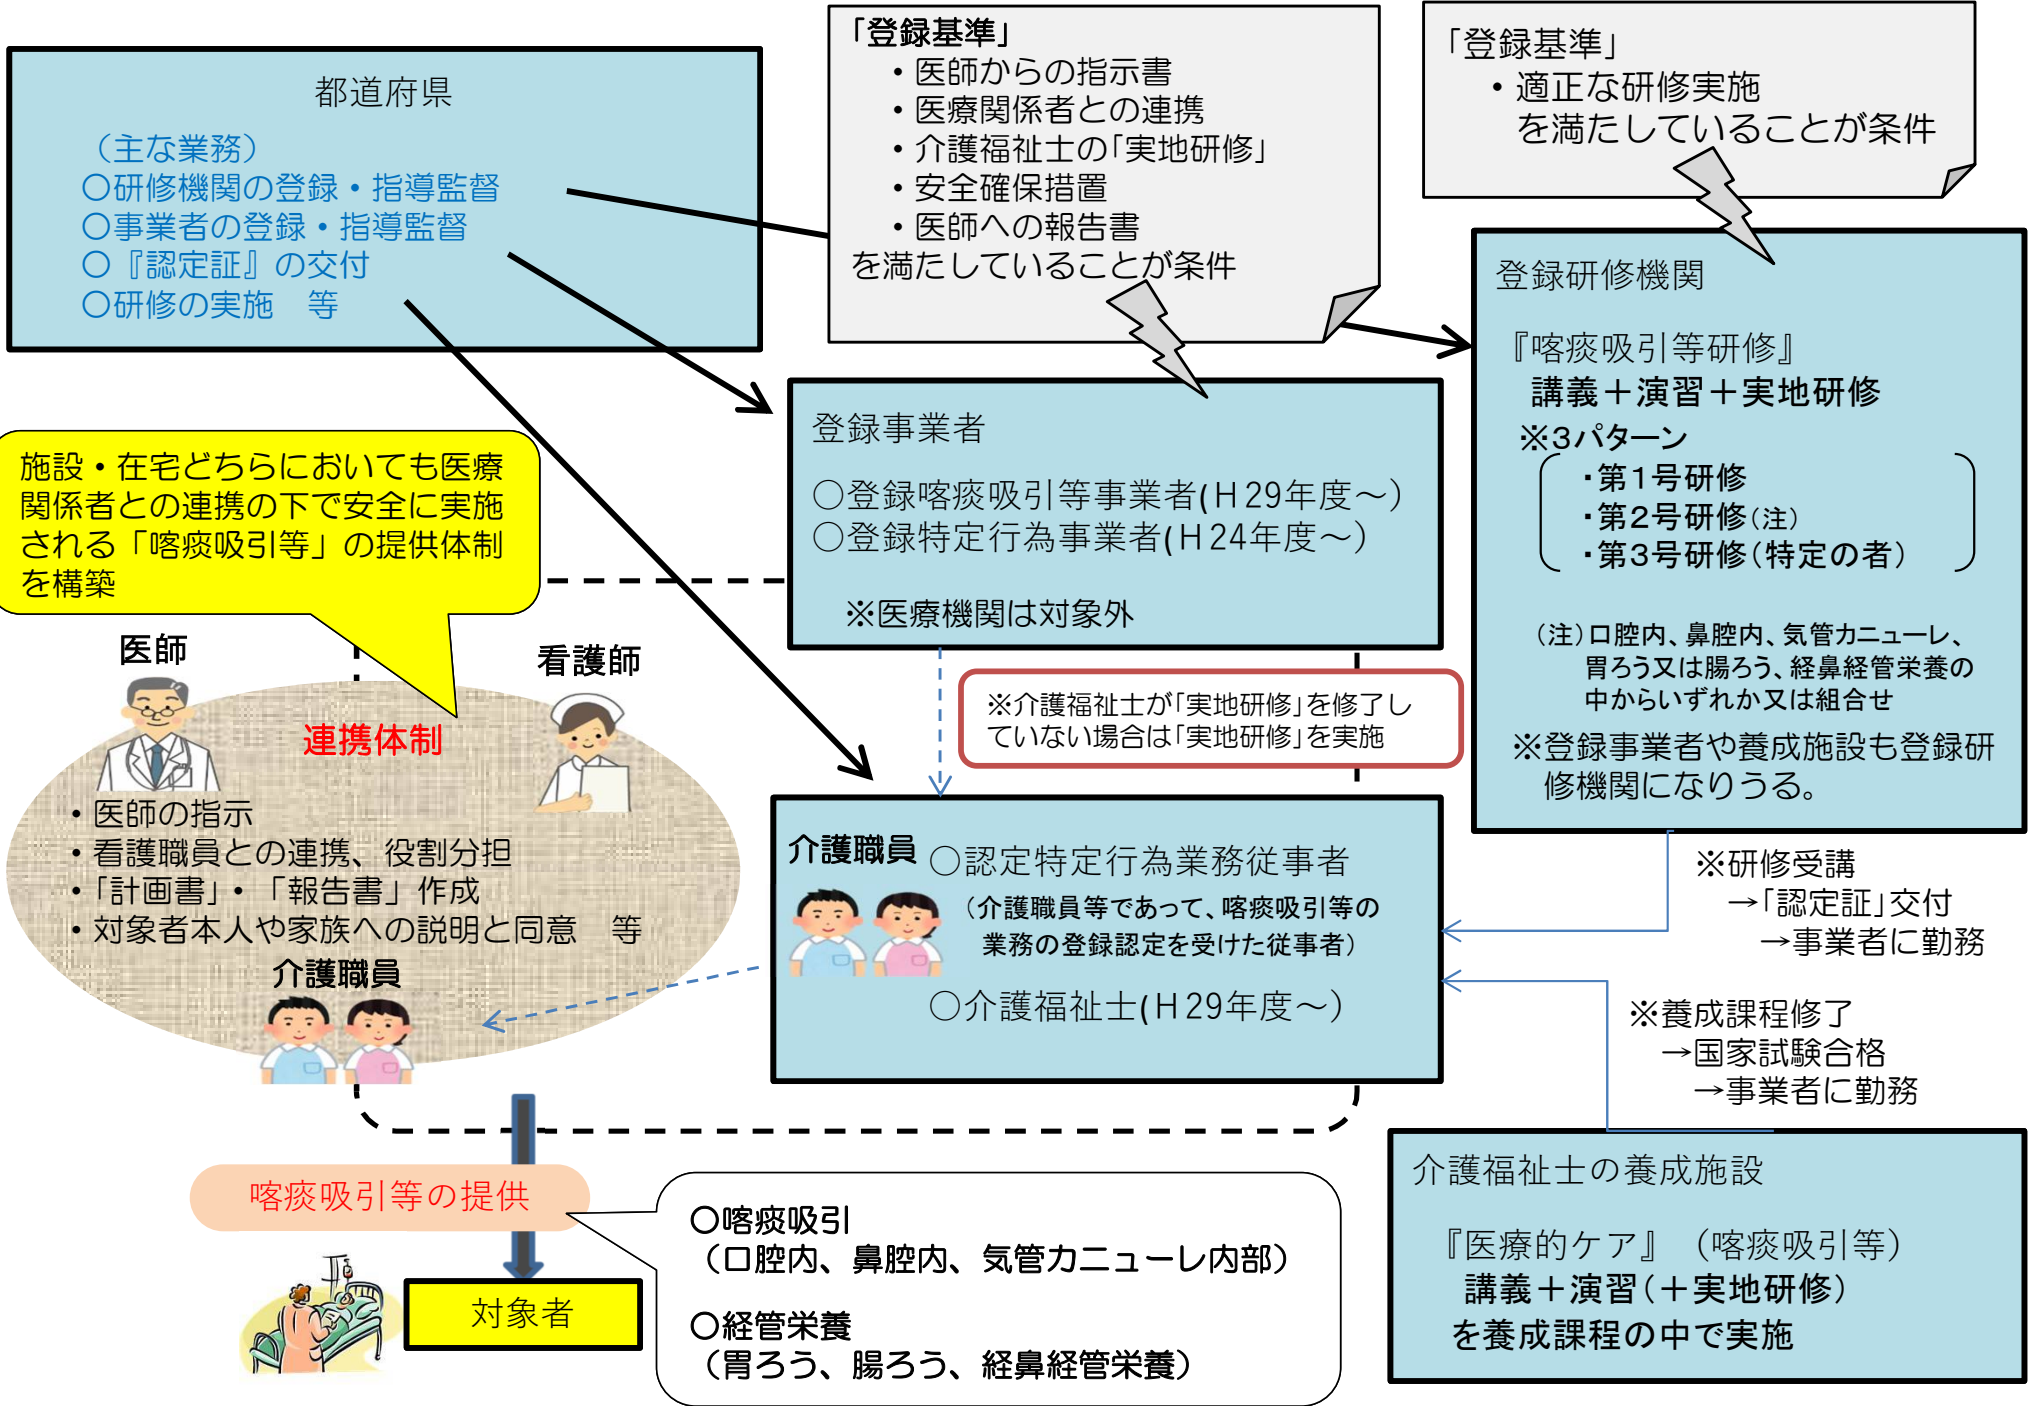 都道府県
（主な業務）
○研修機関の登録・指導監督
○事業者の登録・指導監督
○『認定証』の交付
○研修の実施　等
「登録基準」
・医師からの指示書
・医療関係者との連携
・介護福祉士の「実地研修」
・安全確保措置
・医師への報告書
を満たしていることが条件
「登録基準」
・適正な研修実施
を満たしていることが条件
登録研修機関
『喀痰吸引等研修』
講義＋演習＋実地研修
※３パターン
・第１号研修
・第２号研修（注）
・第３号研修（特定の者）
（注）口腔内、鼻腔内、気管カニューレ、
胃ろう又は腸ろう、経鼻経管栄養の
中からいずれか又は組合せ
※登録事業者や養成施設も登録研
修機関になりうる。
登録事業者
○登録喀痰吸引等事業者(Ｈ29年度～）
○登録特定行為事業者(Ｈ24年度～）
※医療機関は対象外
施設・在宅どちらにおいても医療
関係者との連携の下で安全に実施
される「喀痰吸引等」の提供体制
を構築
医師
看護師
連携体制
・医師の指示
・看護職員との連携、役割分担
・「計画書」・「報告書」作成
・対象者本人や家族への説明と同意　等
介護職員
※介護福祉士が「実地研修」を修了し
ていない場合は「実地研修」を実施
介護職員
○認定特定行為業務従事者
（介護職員等であって、喀痰吸引等の
業務の登録認定を受けた従事者）
○介護福祉士(Ｈ29年度～）
※研修受講
→「認定証」交付
→事業者に勤務
※養成課程修了
→国家試験合格
→事業者に勤務
介護福祉士の養成施設
『医療的ケア』（喀痰吸引等）
講義＋演習（＋実地研修）
を養成課程の中で実施
喀痰吸引等の提供
対象者
○喀痰吸引
（口腔内、鼻腔内、気管カニューレ内部）
○経管栄養
（胃ろう、腸ろう、経鼻経管栄養）